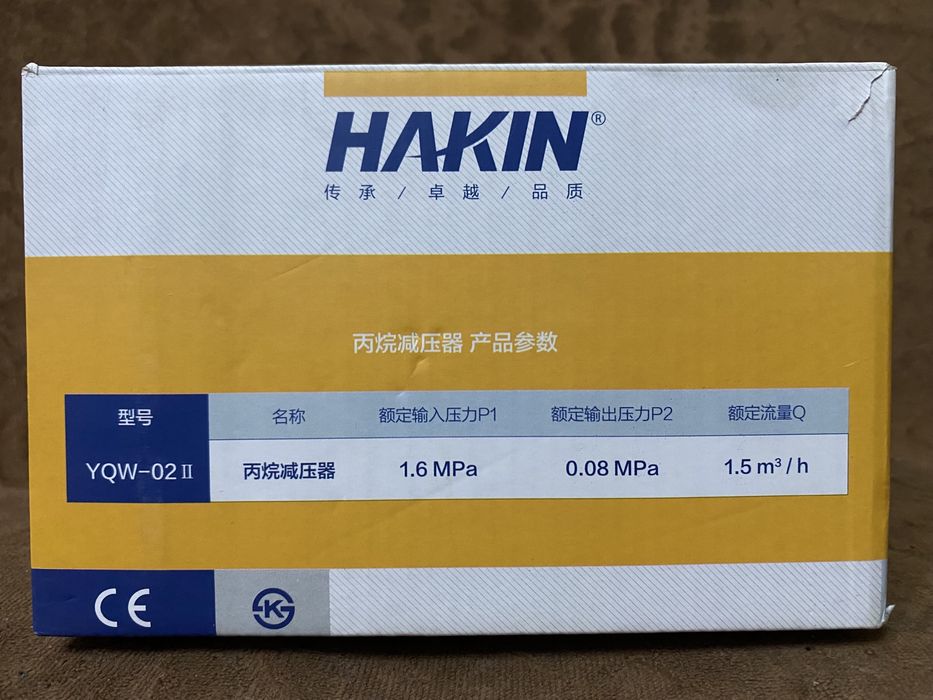 HAKIN®
传承/卓越/品质
丙烷减压器 产品参数
型号 名称 额定输入压力P1 额定输出压力P2 额定流量Q
YQW-02Ⅱ 丙烷减压器 1.6 MPa 0.08 MPa 1.5 m³/h
CE K